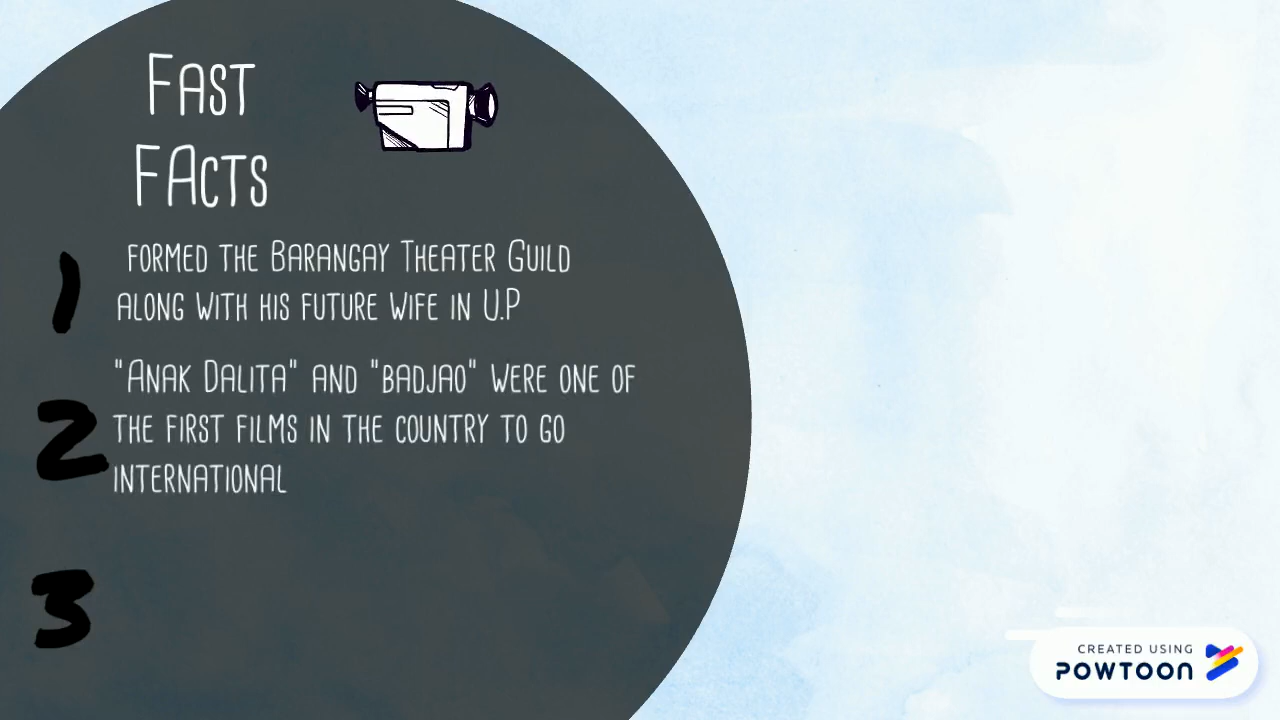 Fast
Facts
1 formed the Barangay Theater Guild
along with his future wife in U.P
2 "Anak Dalita" and "badjao" were one of
the first films in the country to go
international
3
CREATED USING
POWTOON